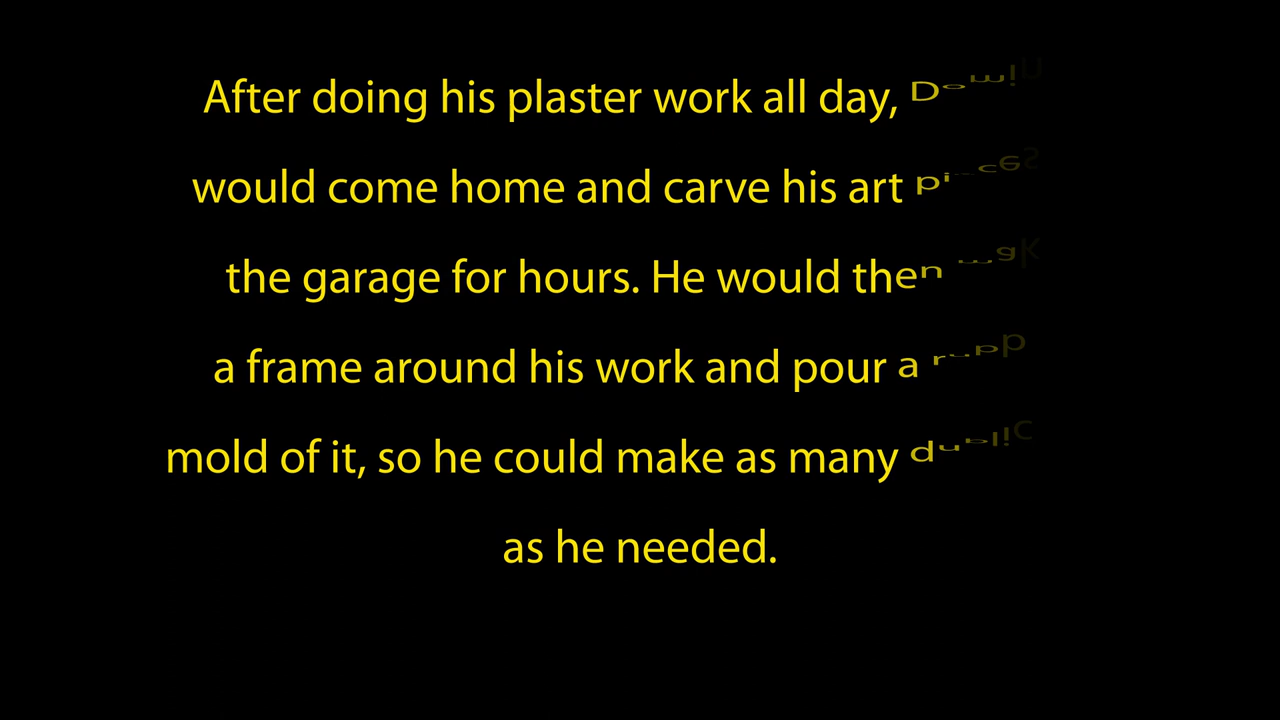 After doing his plaster work all day,
would come home and carve his art pieces
the garage for hours. He would then
a frame around his work and pour a
mold of it, so he could make as many
as he needed.